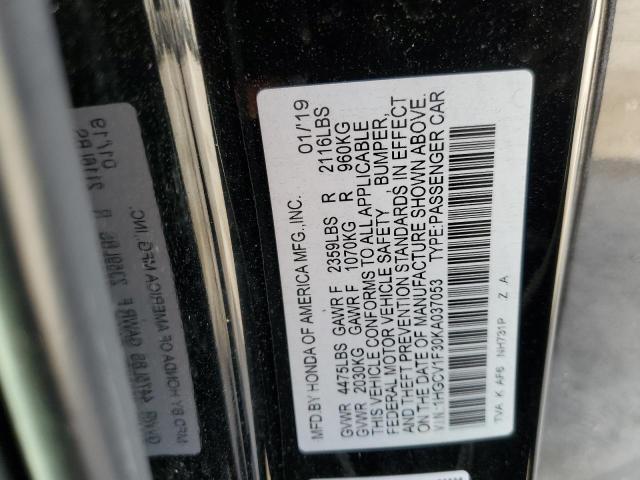 MFD.BY HONDA OF AMERICA MFG.,INC. 01/'19
GVWR 4475LBS GAWR F 2359LBS R 2116LBS
GVWR 2030KG GAWR F 1070KG R 960KG
THIS VEHICLE CONFORMS TO ALL APPLICABLE
FEDERAL MOTOR VEHICLE SAFETY, BUMPER,
AND THEFT PREVENTION STANDARDS IN EFFECT
ON THE DATE OF MANUFACTURE SHOWN ABOVE.
V.I.N.:1HGCV1F30KA037053 TYPE:PASSENGER CAR
TVA K AF6 NH731P Z A